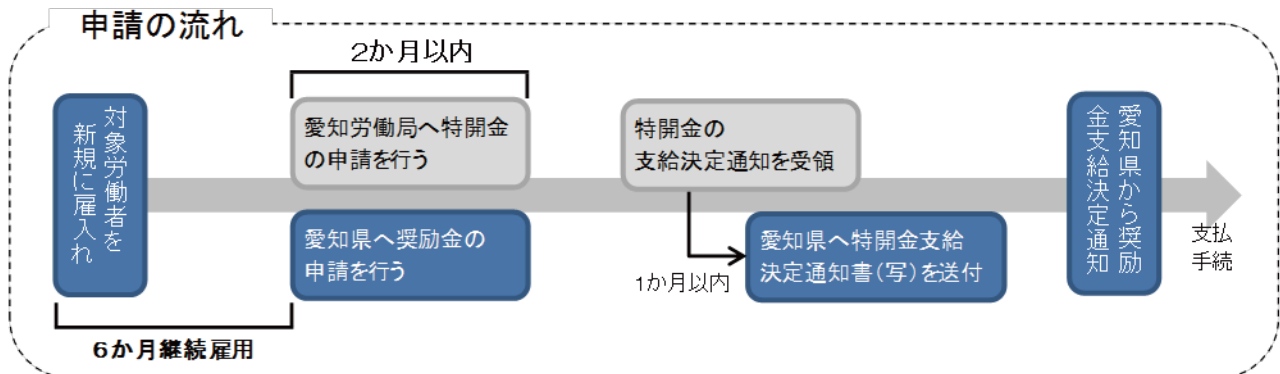 申請の流れ
2か月以内
対象労働者を
新規に雇入れ
愛知労働局へ特開金
の申請を行う
愛知県へ奨励金の
申請を行う
6か月継続雇用
特開金の
支給決定通知を受領
1か月以内
愛知県へ特開金支給
決定通知書(写)を送付
愛知県から奨励
金支給決定通知
支払
手続